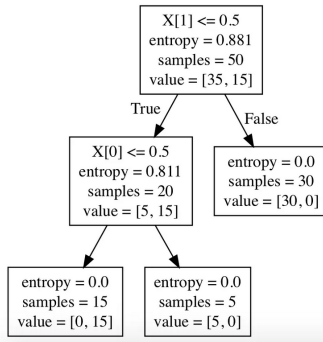 X[1] <= 0.5
entropy = 0.881
samples = 50
value = [35, 15]
True
False
X[0] <= 0.5
entropy = 0.811
samples = 20
value = [5, 15]
entropy = 0.0
samples = 30
value = [30, 0]
entropy = 0.0
samples = 15
value = [0, 15]
entropy = 0.0
samples = 5
value = [5, 0]